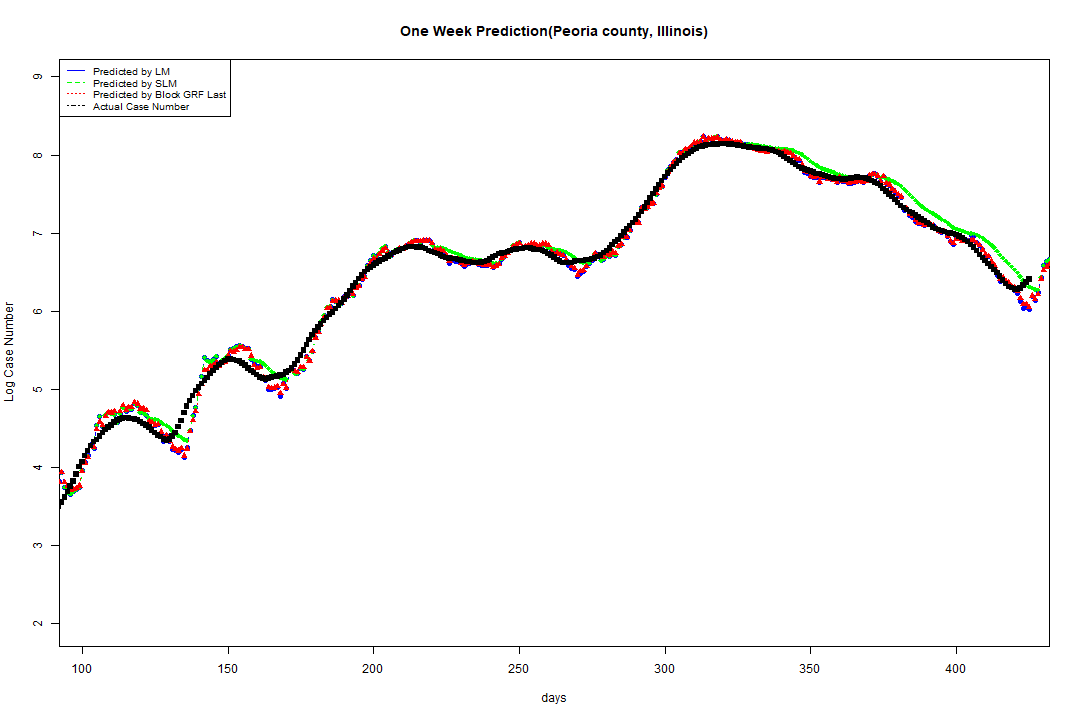 One Week Prediction(Peoria county, Illinois)
Predicted by LM
Predicted by SLM
Predicted by Block GRF Last
Actual Case Number
9
8
7
6
5
4
3
2
Log Case Number
100 150 200 250 300 350 400
days